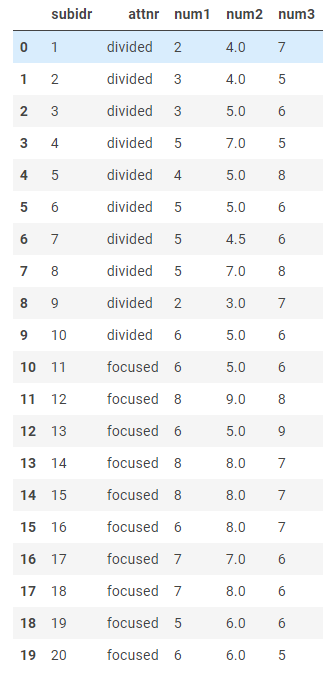 subidr attnr num1 num2 num3
0 1 divided 2 4.0 7
1 2 divided 3 4.0 5
2 3 divided 3 5.0 6
3 4 divided 5 7.0 5
4 5 divided 4 5.0 8
5 6 divided 5 5.0 6
6 7 divided 5 4.5 6
7 8 divided 5 7.0 8
8 9 divided 2 3.0 7
9 10 divided 6 5.0 6
10 11 focused 6 5.0 6
11 12 focused 8 9.0 8
12 13 focused 6 5.0 9
13 14 focused 8 8.0 7
14 15 focused 8 8.0 7
15 16 focused 6 8.0 7
16 17 focused 7 7.0 6
17 18 focused 7 8.0 6
18 19 focused 5 6.0 6
19 20 focused 6 6.0 5